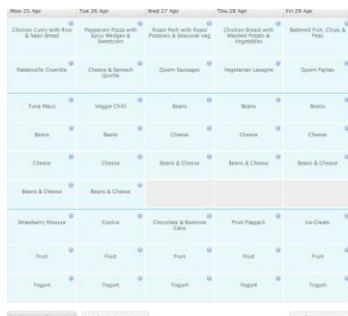 Mon 25 Apr Tue 26 Apr Wed 27 Apr Thu 28 Apr Fri 29 Apr
Chicken Curry with Rice & Naan Bread
Pepperoni Pizza with Spicy Wedges & Sweetcorn
Roast Pork with Roast Potatoes & Seasonal Veg
Chicken Breast with Mashed Potato & Vegetables
Battered Fish, Chips & Peas
Ratatouille Crumble
Cheese & Spinach Quiche
Quorn Sausages
Vegetarian Lasagne
Quorn Fajitas
Tuna Mayo Veggie Chilli Beans Beans Beans
Beans Beans Cheese Cheese Cheese
Cheese Cheese Beans & Cheese Beans & Cheese Beans & Cheese
Beans & Cheese Beans & Cheese
Strawberry Mousse
Cookie
Chocolate & Beetroot Cake
Fruit Flapjack
Ice-Cream
Fruit Fruit Fruit Fruit Fruit
Yogurt Yogurt Yogurt Yogurt Yogurt